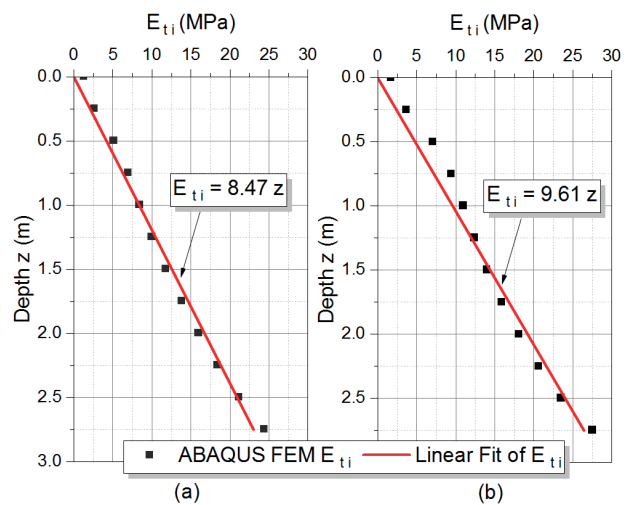 E t i (MPa)
0 5 10 15 20 25 30
0.0
0.5
1.0
1.5
2.0
2.5
3.0
Depth z (m)
E t i = 8.47 z
(a)
E t i (MPa)
0 5 10 15 20 25 30
0.0
0.5
1.0
1.5
2.0
2.5
Depth z (m)
E t i = 9.61 z
(b)
ABAQUS FEM E t i
Linear Fit of E t i